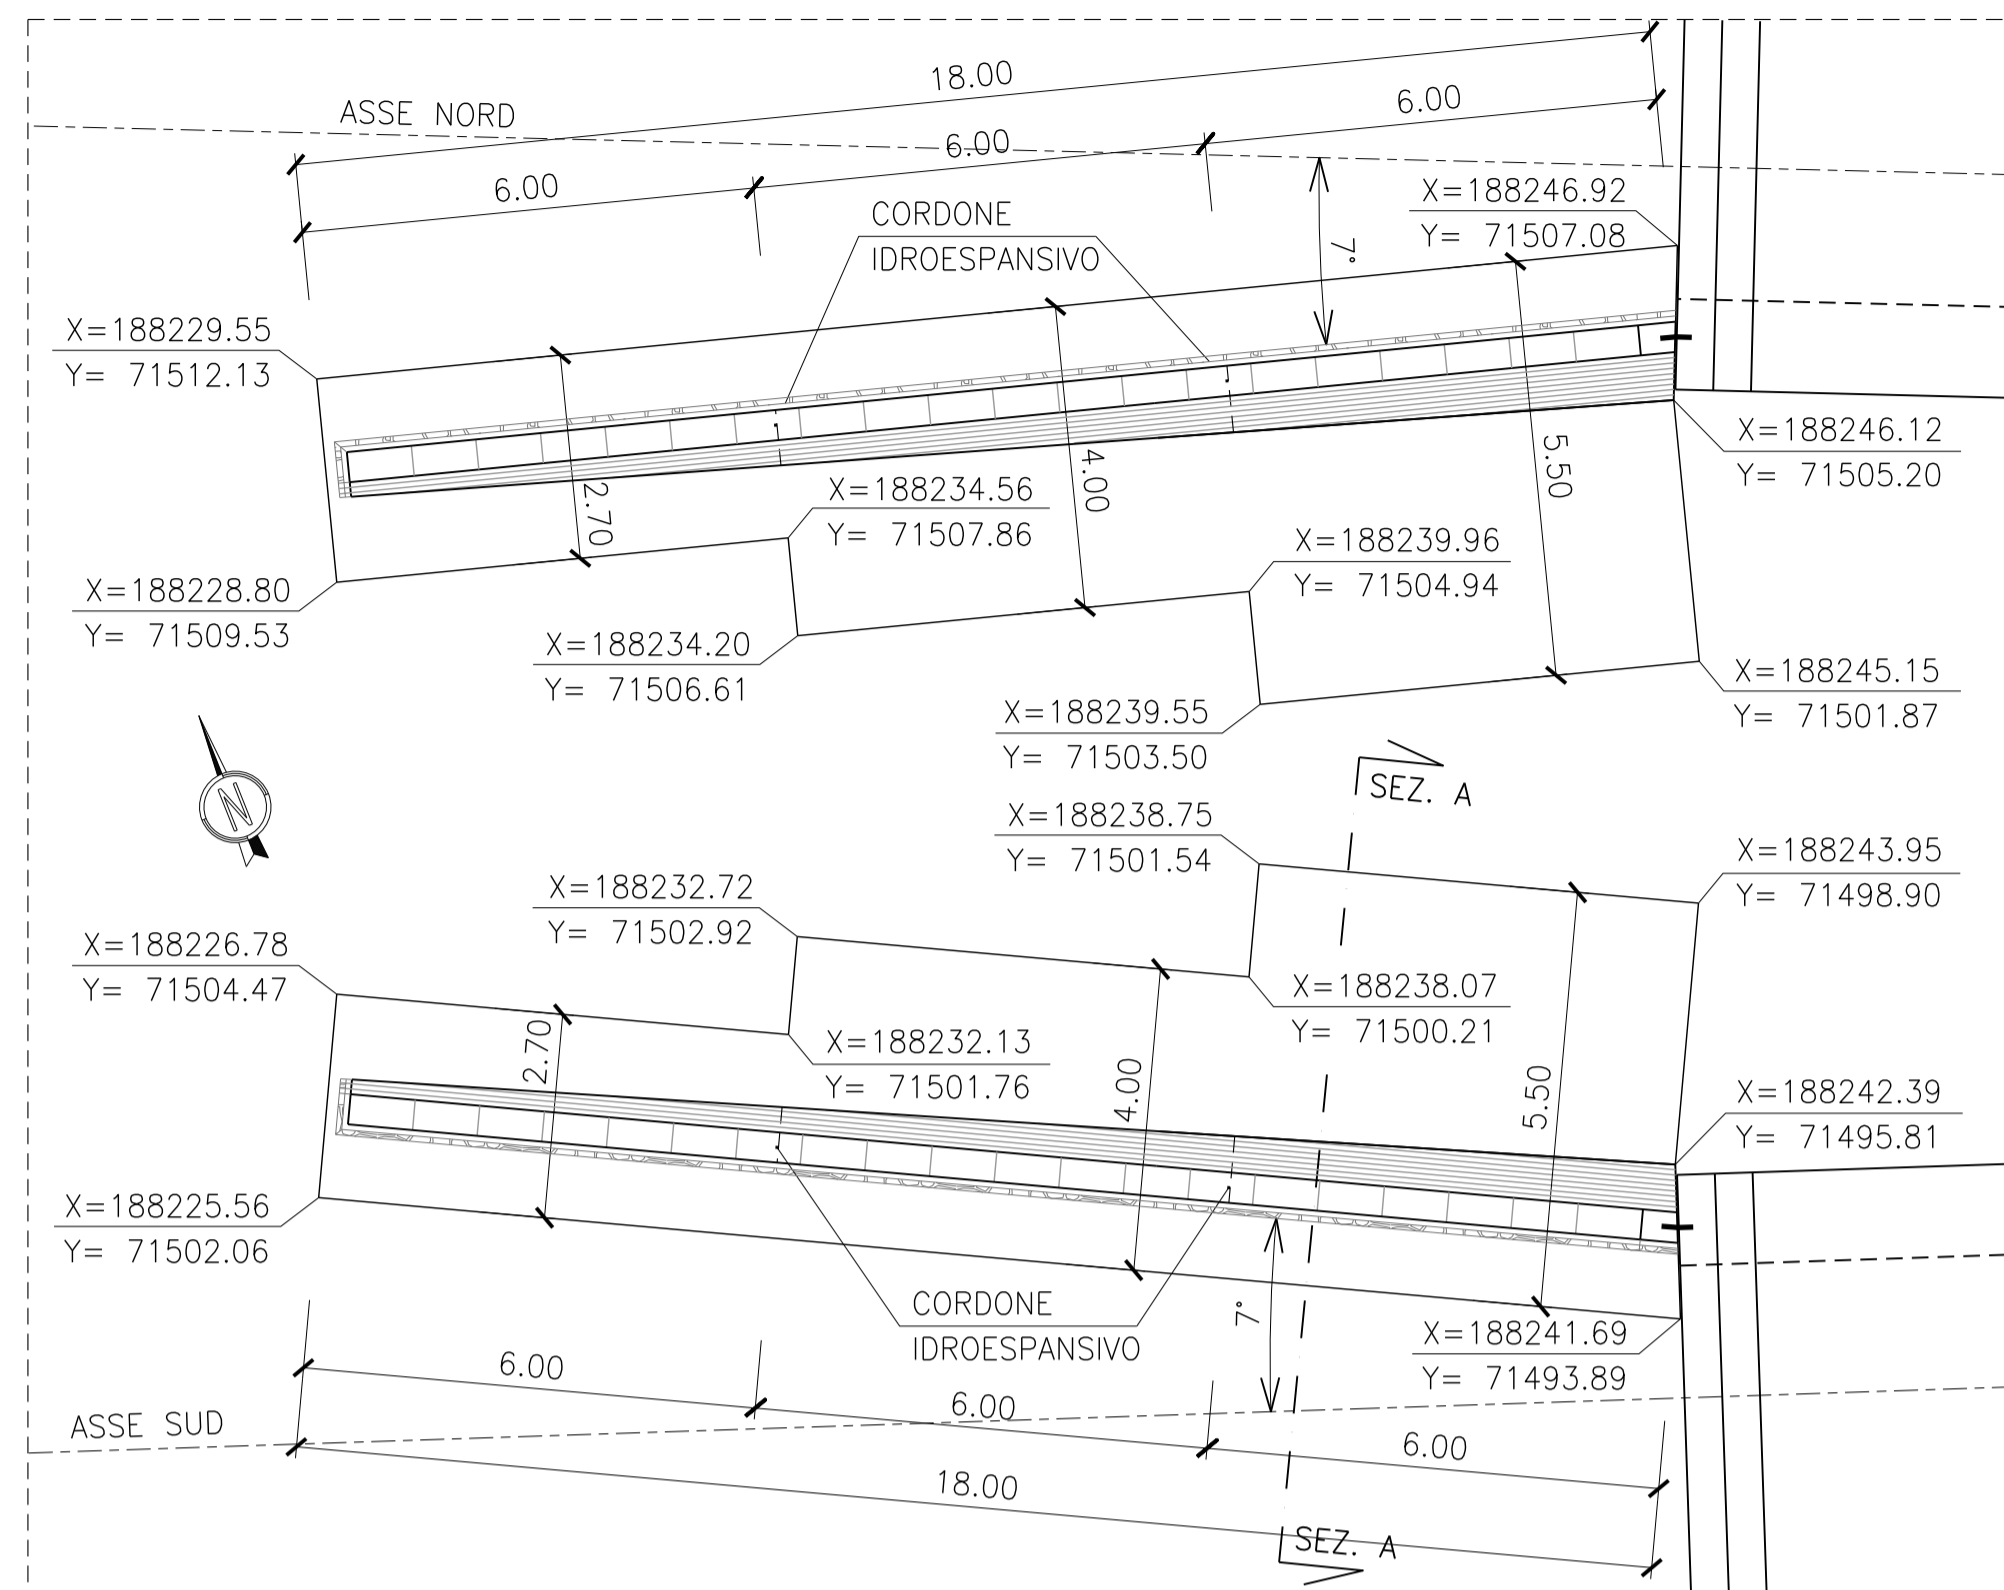 18.00
6.00
ASSE NORD
6.00
6.00
X=188246.92
Y= 71507.08
CORDONE
IDROESPANSIVO
7°
X=188229.55
Y= 71512.13
X=188246.12
Y= 71505.20
2.70
4.00
5.50
X=188234.56
Y= 71507.86
X=188239.96
Y= 71504.94
X=188228.80
Y= 71509.53
X=188234.20
Y= 71506.61
X=188245.15
Y= 71501.87
X=188239.55
Y= 71503.50
N
SEZ. A
X=188238.75
Y= 71501.54
X=188243.95
Y= 71498.90
X=188232.72
Y= 71502.92
X=188226.78
Y= 71504.47
X=188238.07
Y= 71500.21
X=188232.13
Y= 71501.76
2.70
4.00
5.50
X=188242.39
Y= 71495.81
X=188225.56
Y= 71502.06
CORDONE
IDROESPANSIVO
7°
X=188241.69
Y= 71493.89
6.00
6.00
ASSE SUD
6.00
18.00
SEZ. A